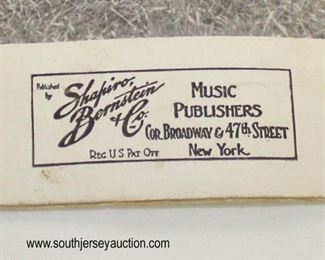 Published
by
Shapiro,
Bernstein
& Co.
Reg. U S Pat Off
Music
Publishers
Cor. Broadway & 47th Street
New York
www.southjerseyauction.com